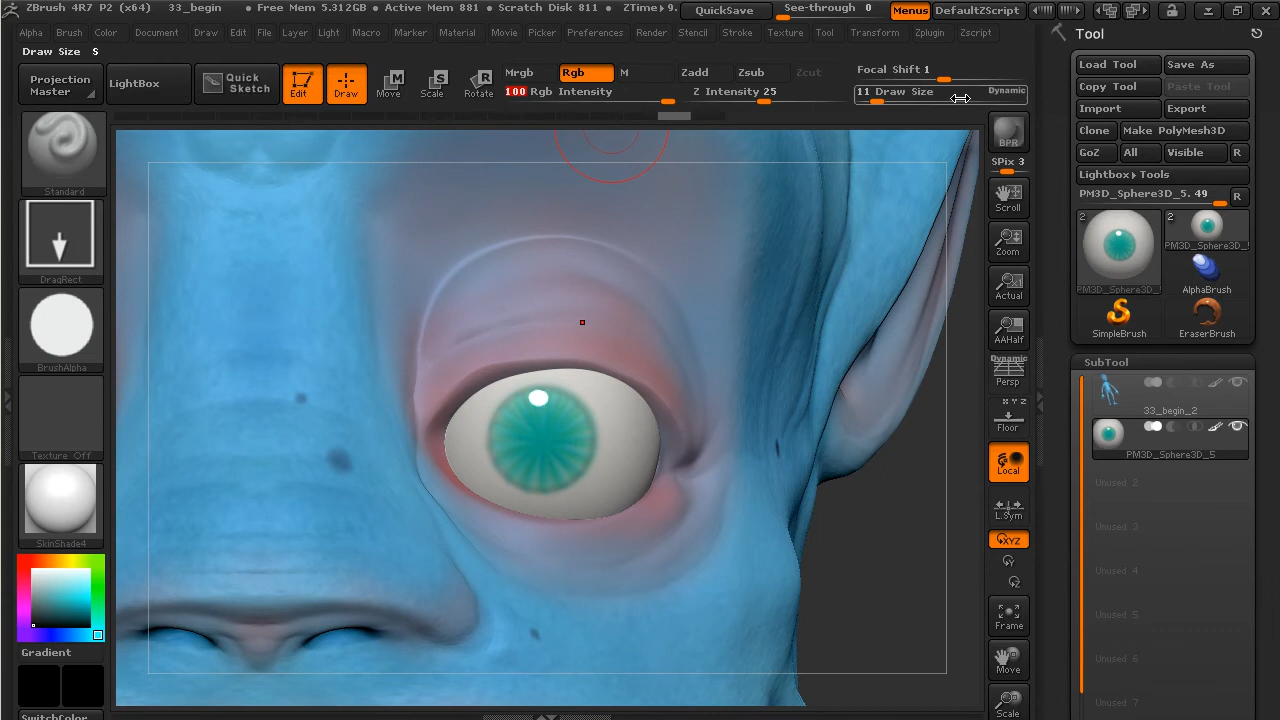 ZBrush 4R7 P2 (x64) 33_begin • Free Mem 5.312GB • Active Mem 881 • Scratch Disk 811 • ZTime▸9. QuickSave See-through 0 Menus DefaultZScript
Alpha Brush Color Document Draw Edit File Layer Light Macro Marker Material Movie Picker Preferences Render Stencil Stroke Texture Tool Transform Zplugin Zscript
Tool
Draw Size S
Projection Master
LightBox
Quick Sketch
Edit
Draw
Move
Scale
Rotate
Mrgb Rgb M Zadd Zsub Zcut
100 Rgb Intensity Z Intensity 25
Focal Shift 1
11 Draw Size Dynamic
Load Tool Save As
Copy Tool Paste Tool
Import Export
Clone Make PolyMesh3D
GoZ All Visible R
Lightbox▸Tools
PM3D_Sphere3D_5. 49 R
2 2
PM3D_Sphere3D_!
PM3D_Sphere3D_ AlphaBrush
SimpleBrush EraserBrush
SubTool
33_begin_2
PM3D_Sphere3D_5
Unused 2
Unused 3
Unused 4
Unused 5
Unused 6
Unused 7
Standard
DragRect
BrushAlpha
Texture Off
SkinShade4
Gradient
SwitchColor
BPR
SPix 3
Scroll
Zoom
Actual
AAHalf
Dynamic
Persp
X Y Z
Floor
Local
L.Sym
XYZ
Y
Z
Frame
Move
Scale